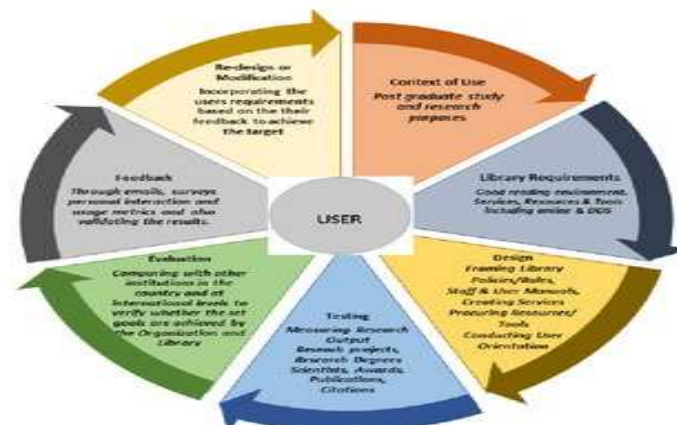 Re-design or
Modification
Incorporating the
users requirements
based on the their
feedback to achieve
the target
Context of Use
Post graduate study
and research
purposes
Library Requirements
Good reading environment,
Services, Resources & Tools
including online & DDS
Design
Framing Library
Policies/Rules,
Staff & User Manuals,
Creating Services
Procuring Resources/
Tools
Conducting User
Orientation
Testing
Measuring Research
Output
Research projects,
Research Degrees
Scientists, Awards,
Publications,
Citations
Evaluation
Comparing with other
institutions in the
country and at
International levels to
verify whether the set
goals are achieved by
the Organization and
Library
Feedback
Through emails, surveys
personal interaction and
usage metrics and also
validating the results.
USER